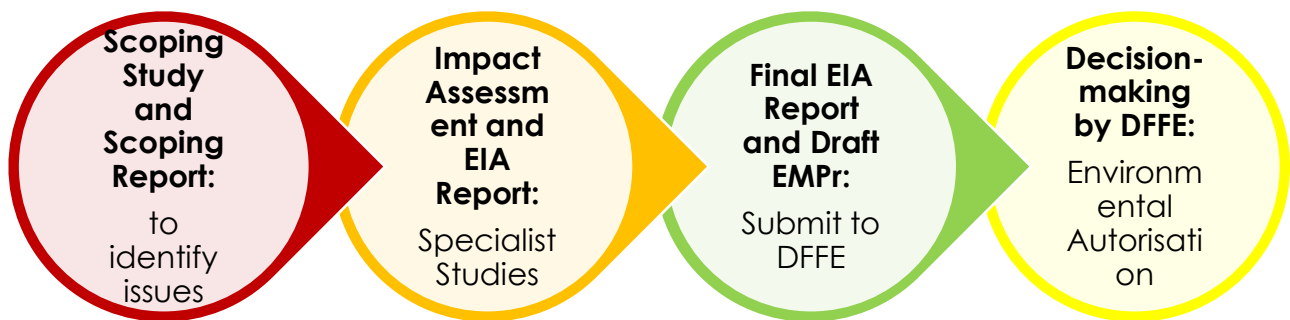 Scoping
Study
and
Scoping
Report:
to
identify
issues
Impact
Assessm
ent and
EIA
Report:
Specialist
Studies
Final EIA
Report
and Draft
EMPr:
Submit to
DFFE
Decision-
making
by DFFE:
Environm
ental
Autorisati
on